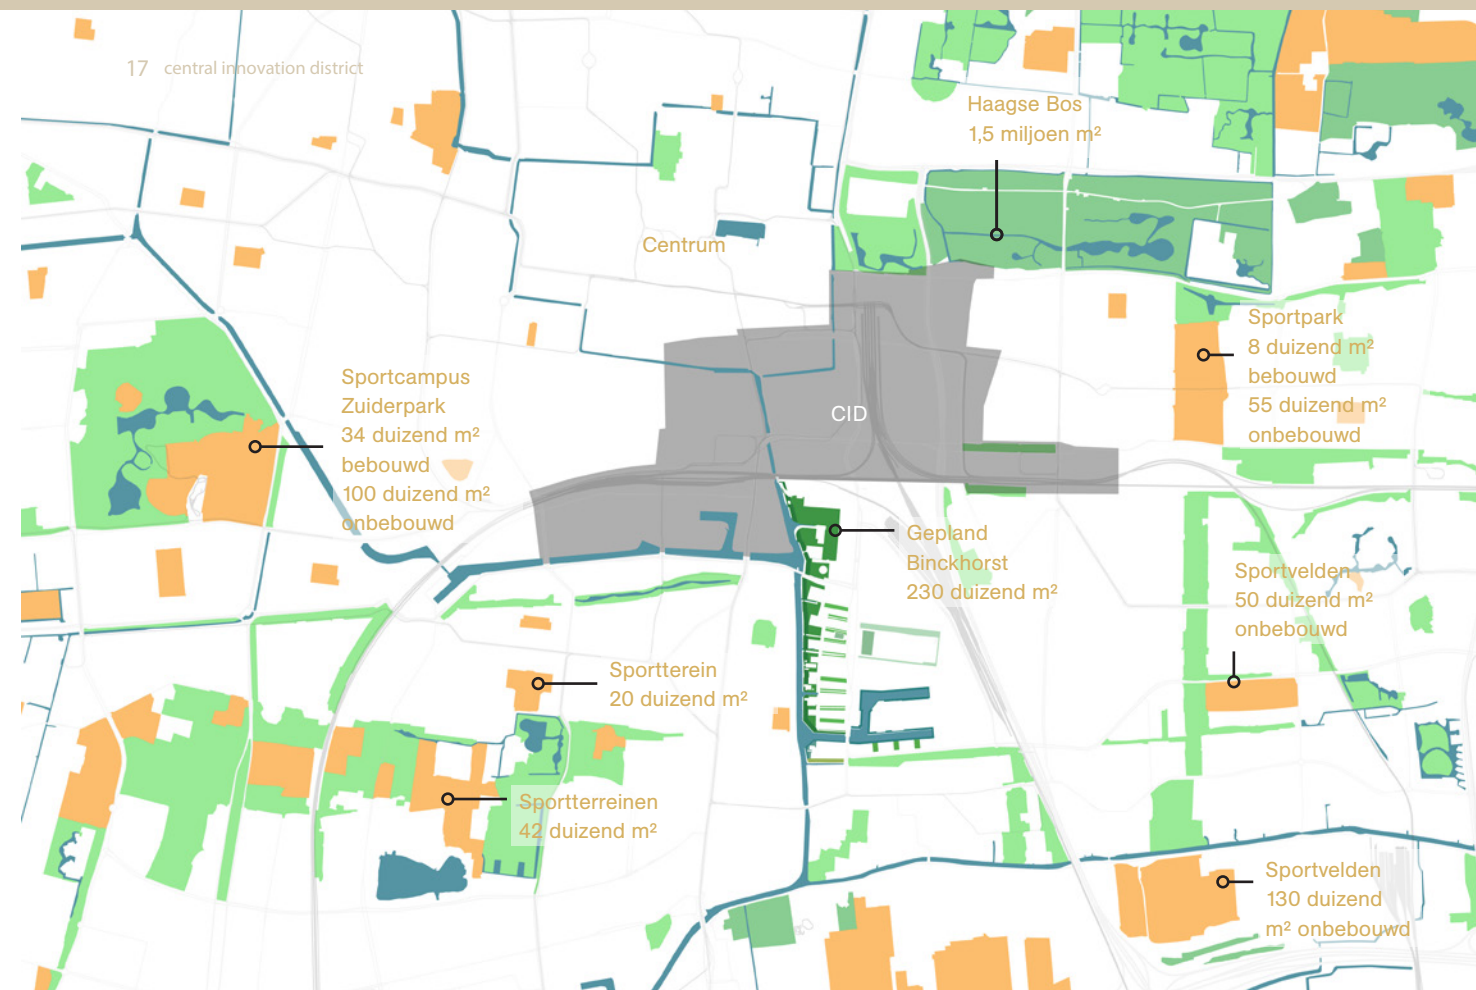 17 central innovation district
Haagse Bos
1,5 miljoen m²
Centrum
Sportpark
8 duizend m²
bebouwd
55 duizend m²
onbebouwd
Sportcampus
Zuiderpark
34 duizend m²
bebouwd
100 duizend m²
onbebouwd
CID
Gepland
Binckhorst
230 duizend m²
Sportvelden
50 duizend m²
onbebouwd
Sportterein
20 duizend m²
Sportterreinen
42 duizend m²
Sportvelden
130 duizend
m² onbebouwd